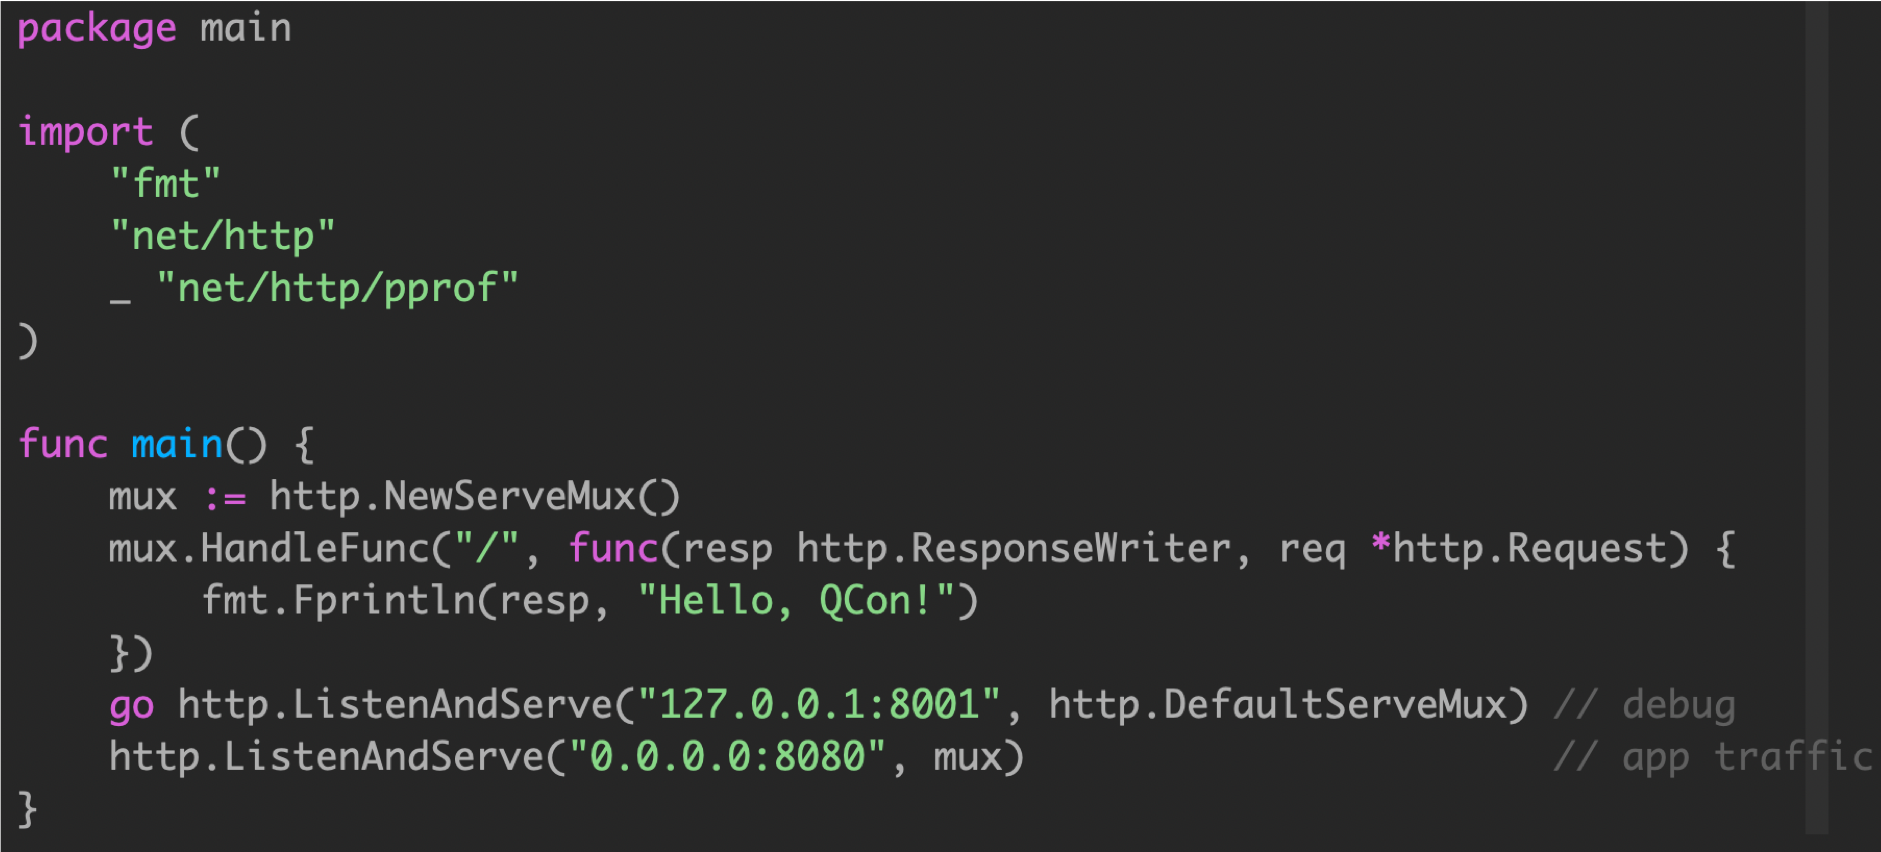 package main
import (
"fmt"
"net/http"
_ "net/http/pprof"
)
func main() {
mux := http.NewServeMux()
mux.HandleFunc("/", func(resp http.ResponseWriter, req *http.Request) {
fmt.Fprintln(resp, "Hello, QCon!")
})
go http.ListenAndServe("127.0.0.1:8001", http.DefaultServeMux) // debug
http.ListenAndServe("0.0.0.0:8080", mux) // app traffic
}